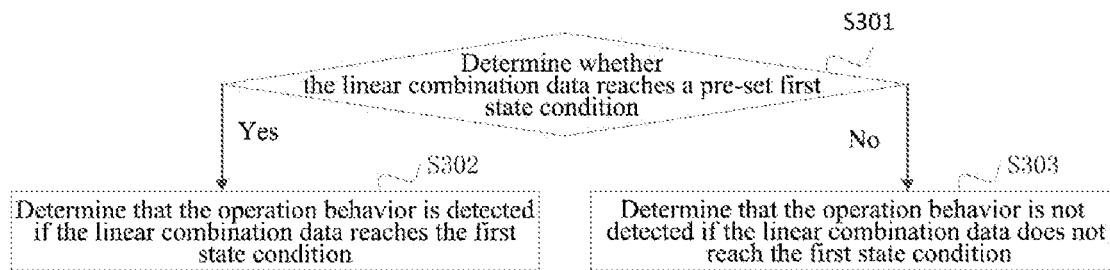 S301
Determine whether
the linear combination data reaches a pre-set first
state condition
Yes
No
S302
S303
Determine that the operation behavior is detected
if the linear combination data reaches the first
state condition
Determine that the operation behavior is not
detected if the linear combination data does not
reach the first state condition